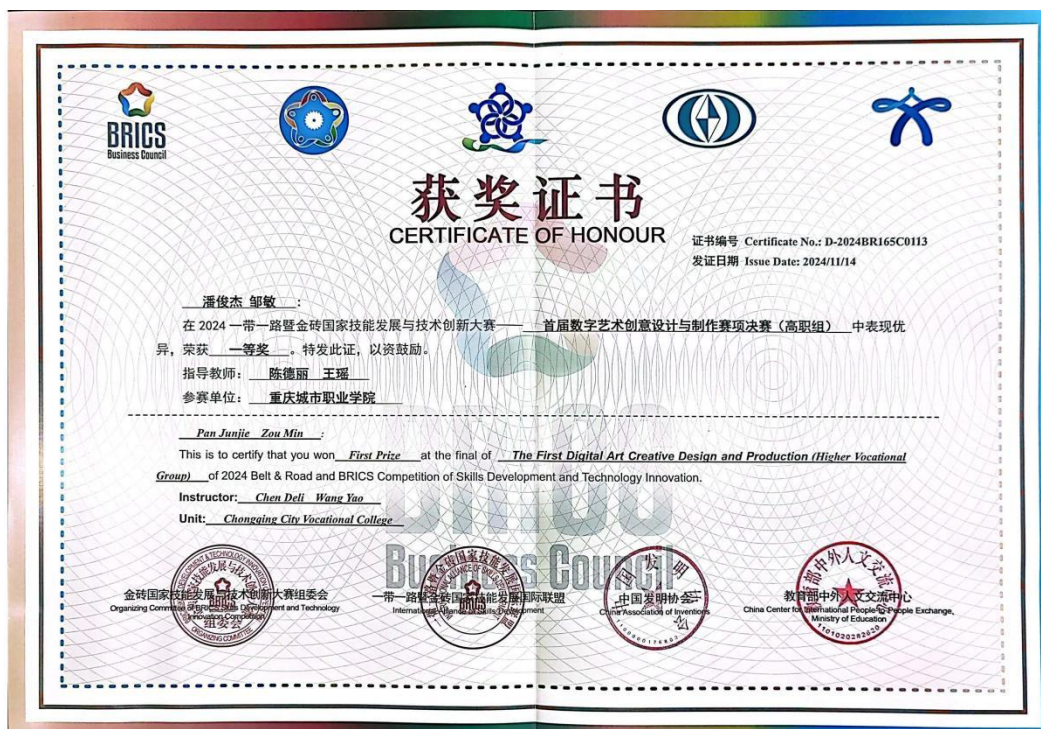 BRICS
Business Council
获奖证书
CERTIFICATE OF HONOUR
证书编号 Certificate No.: D-2024BR165C0113
发证日期 Issue Date: 2024/11/14
潘俊杰 邹敏 :
在 2024 一带一路暨金砖国家技能发展与技术创新大赛—— 首届数字艺术创意设计与制作赛项决赛（高职组） 中表现优
异，荣获 一等奖 。特发此证，以资鼓励。
指导教师： 陈德丽 王瑶
参赛单位： 重庆城市职业学院
Pan Junjie Zou Min :
This is to certify that you won First Prize at the final of The First Digital Art Creative Design and Production (Higher Vocational
Group) of 2024 Belt & Road and BRICS Competition of Skills Development and Technology Innovation.
Instructor: Chen Deli Wang Yao
Unit: Chongqing City Vocational College
BRICS
Business Council
金砖国家技能发展与技术创新大赛组委会
Organizing Committee of BRICS Skills Development and Technology
Innovation Competition
一带一路暨金砖国家技能发展国际联盟
International Alliance of Skills Development
中国发明协会
China Association of Inventions
教育部中外人文交流中心
China Center for International People-to-People Exchange,
Ministry of Education